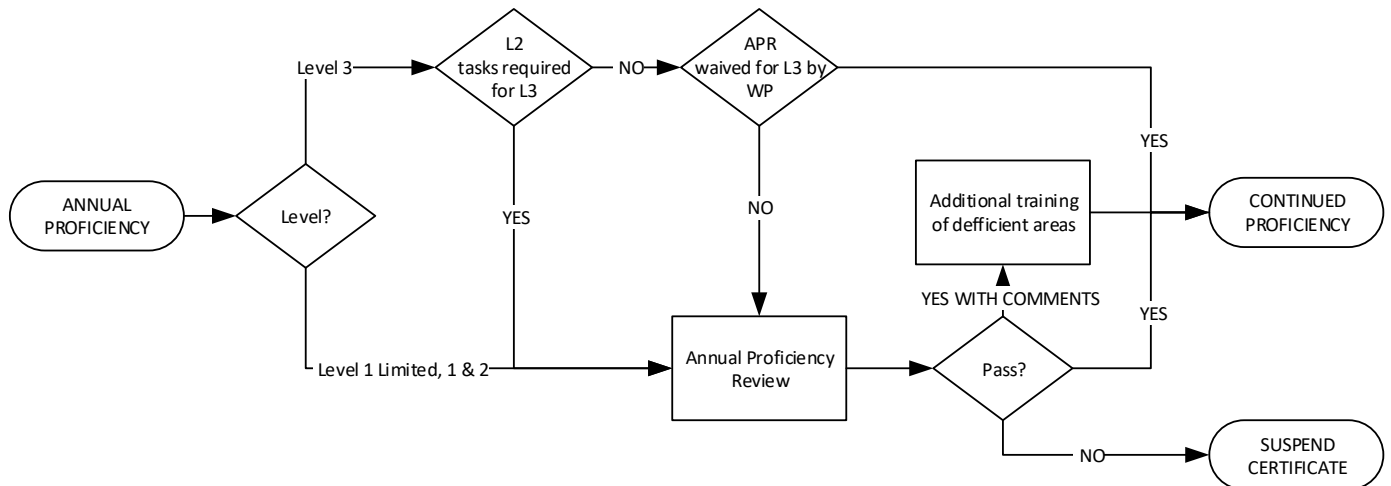 L2
tasks required
for L3
APR
waived for L3 by
WP
Level 3
NO
YES
ANNUAL
PROFICIENCY
Level?
YES
NO
Additional training
of defficient areas
CONTINUED
PROFICIENCY
YES WITH COMMENTS
YES
Level 1 Limited, 1 & 2
Annual Proficiency
Review
Pass?
NO
SUSPEND
CERTIFICATE